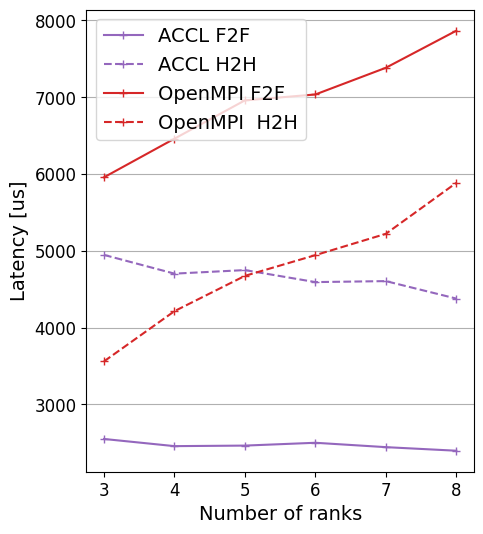 ACCL F2F
ACCL H2H
OpenMPI F2F
OpenMPI  H2H
8000
7000
6000
5000
4000
3000
Latency [us]
3 4 5 6 7 8
Number of ranks